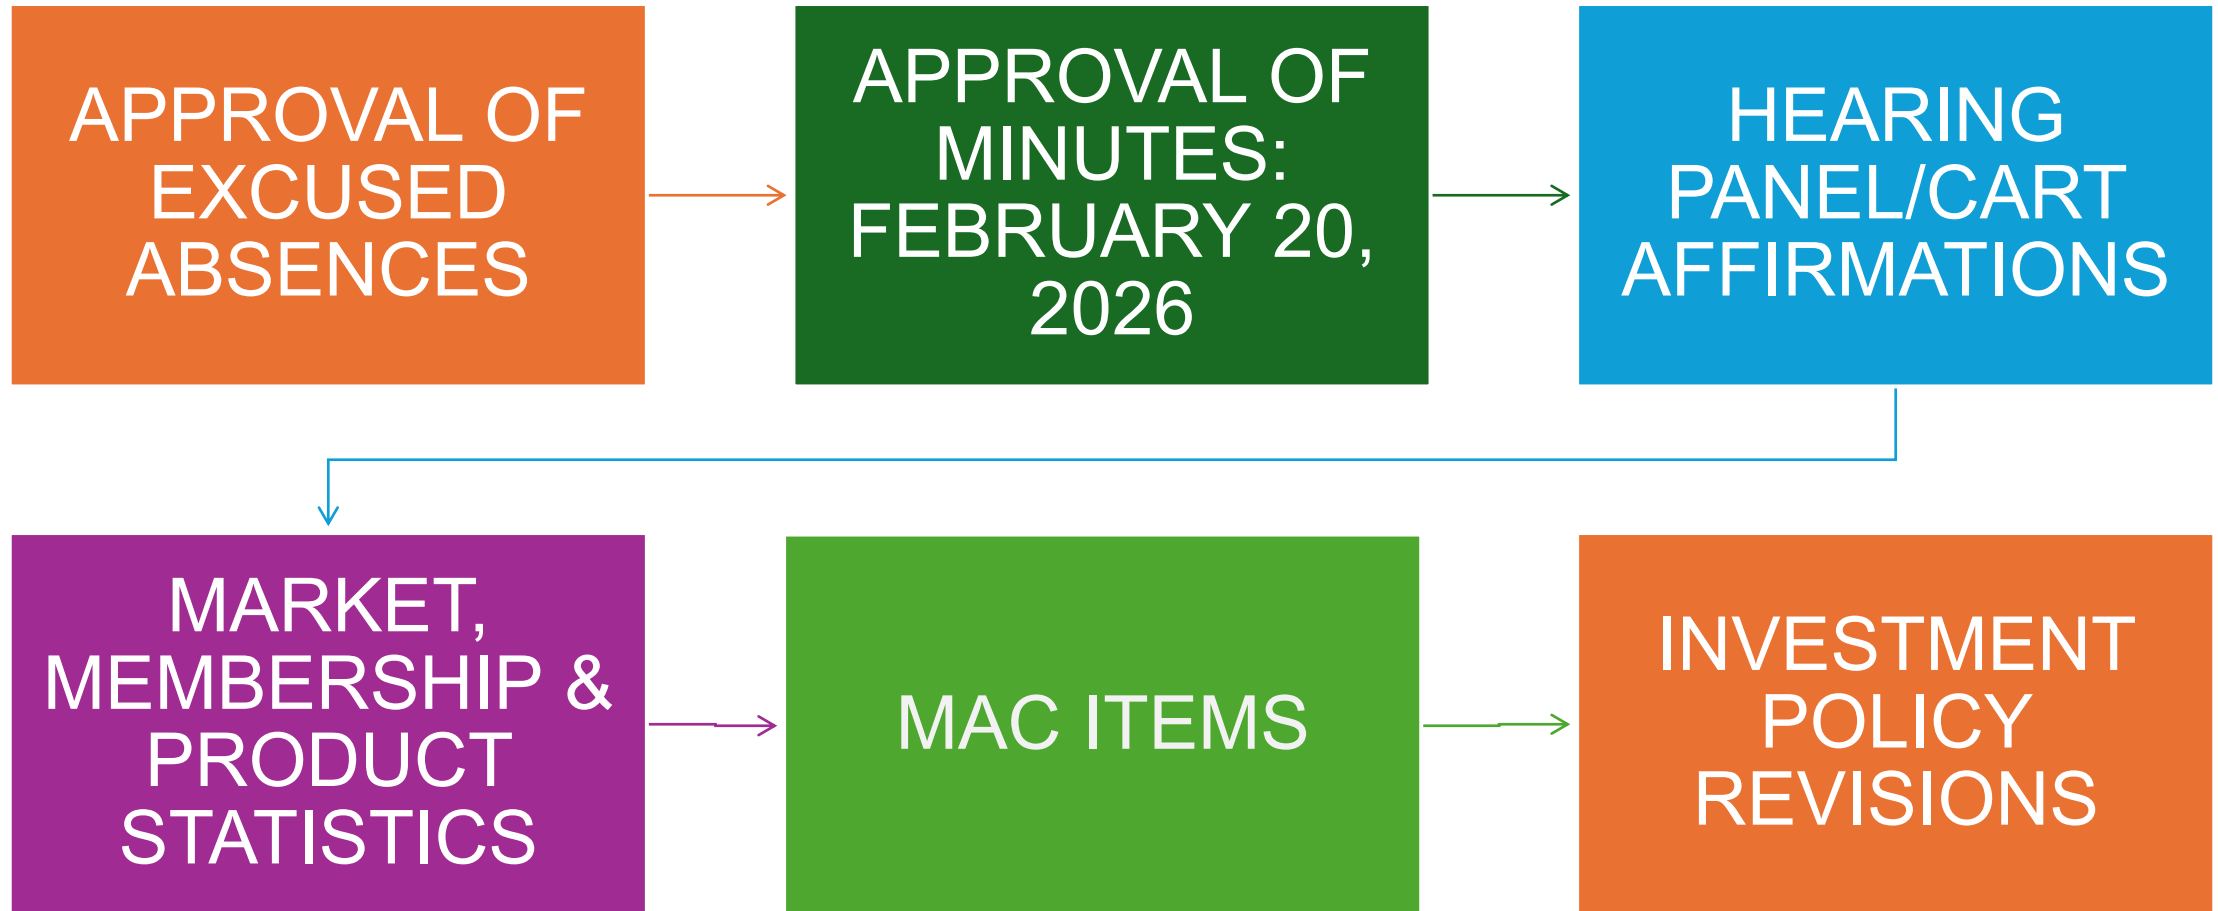 APPROVAL OF
EXCUSED
ABSENCES
APPROVAL OF
MINUTES:
FEBRUARY 20,
2026
HEARING
PANEL/CART
AFFIRMATIONS
MARKET,
MEMBERSHIP &
PRODUCT
STATISTICS
MAC ITEMS
INVESTMENT
POLICY
REVISIONS